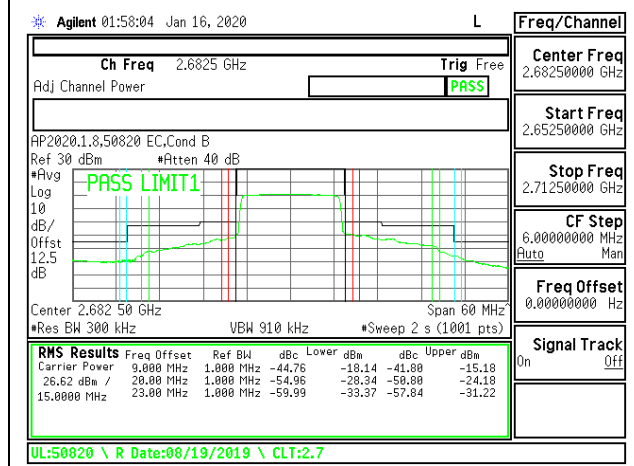 Agilent 01:58:04 Jan 16, 2020 L
Freq/Channel
Ch Freq 2.6825 GHz Trig Free
Adj Channel Power PASS
AP2020.1.8,50820 EC,Cond B
Ref 30 dBm #Atten 40 dB
#Avg
Log
10
dB/
Offst
12.5
dB
PASS LIMIT1
Center 2.682 50 GHz Span 60 MHz
#Res BW 300 kHz VBW 910 kHz #Sweep 2 s (1001 pts)
RMS Results Freq Offset Ref BW dBc Lower dBm dBc Upper dBm
Carrier Power 9.000 MHz 1.000 MHz -44.76 -18.14 -41.80 -15.18
26.62 dBm / 20.00 MHz 1.000 MHz -54.96 -28.34 -50.80 -24.18
15.0000 MHz 23.00 MHz 1.000 MHz -59.99 -33.37 -57.84 -31.22
UL:50820 \ R Date:08/19/2019 \ CLT:2.7
Center Freq
2.68250000 GHz
Start Freq
2.65250000 GHz
Stop Freq
2.71250000 GHz
CF Step
6.00000000 MHz
Auto Man
Freq Offset
0.00000000 Hz
Signal Track
On Off